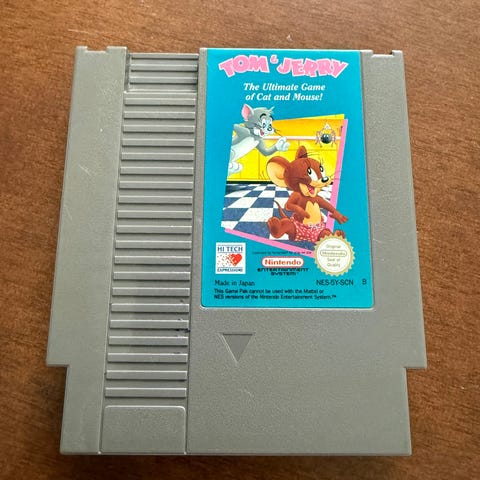 TOM & JERRY
The Ultimate Game
of Cat and Mouse!
HI TECH
EXPRESSIONS
Original
Nintendo
Seal of
Quality
Nintendo
ENTERTAINMENT
SYSTEM™
Made in Japan
NES-5Y-SCN B
This Game Pak cannot be used with the Mattel or
NES versions of the Nintendo Entertainment System.™